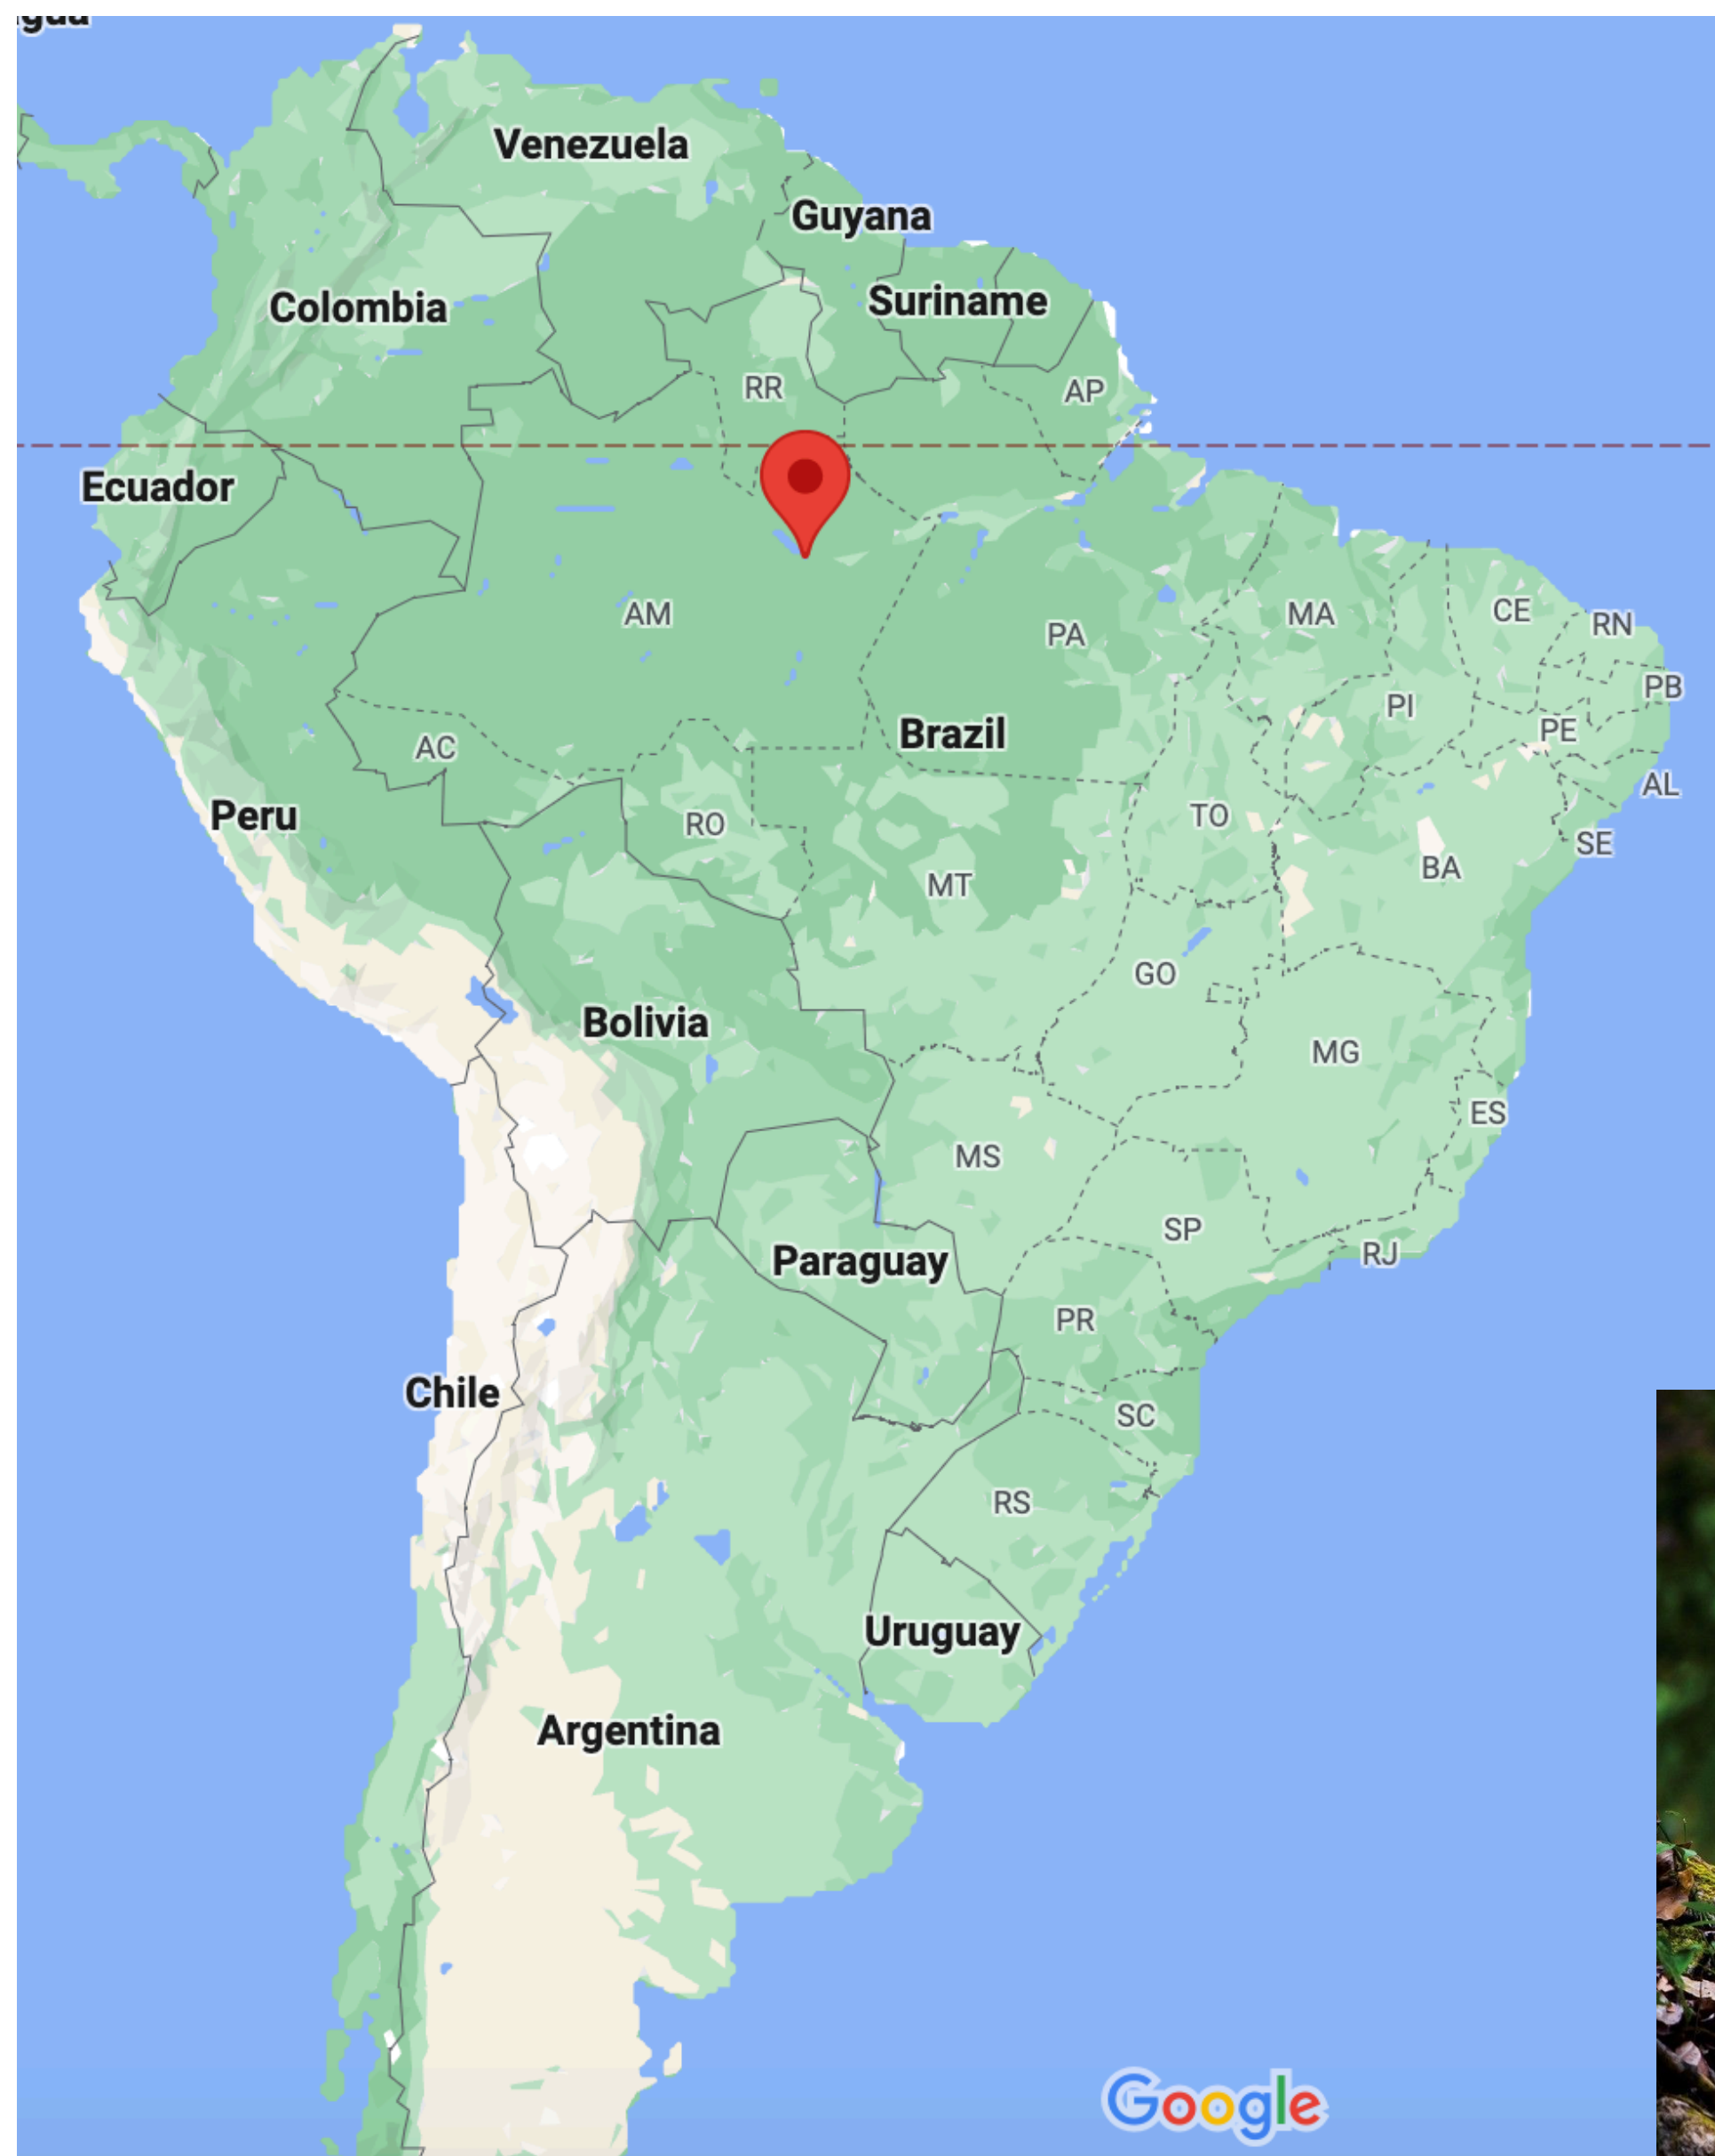 Venezuela
Guyana
Suriname
Colombia
RR
AP
Ecuador
AM
MA
CE
RN
PA
PB
PI
PE
Brazil
AC
AL
Peru
TO
RO
SE
BA
MT
GO
Bolivia
MG
ES
MS
SP
RJ
Paraguay
PR
Chile
SC
RS
Uruguay
Argentina
Google